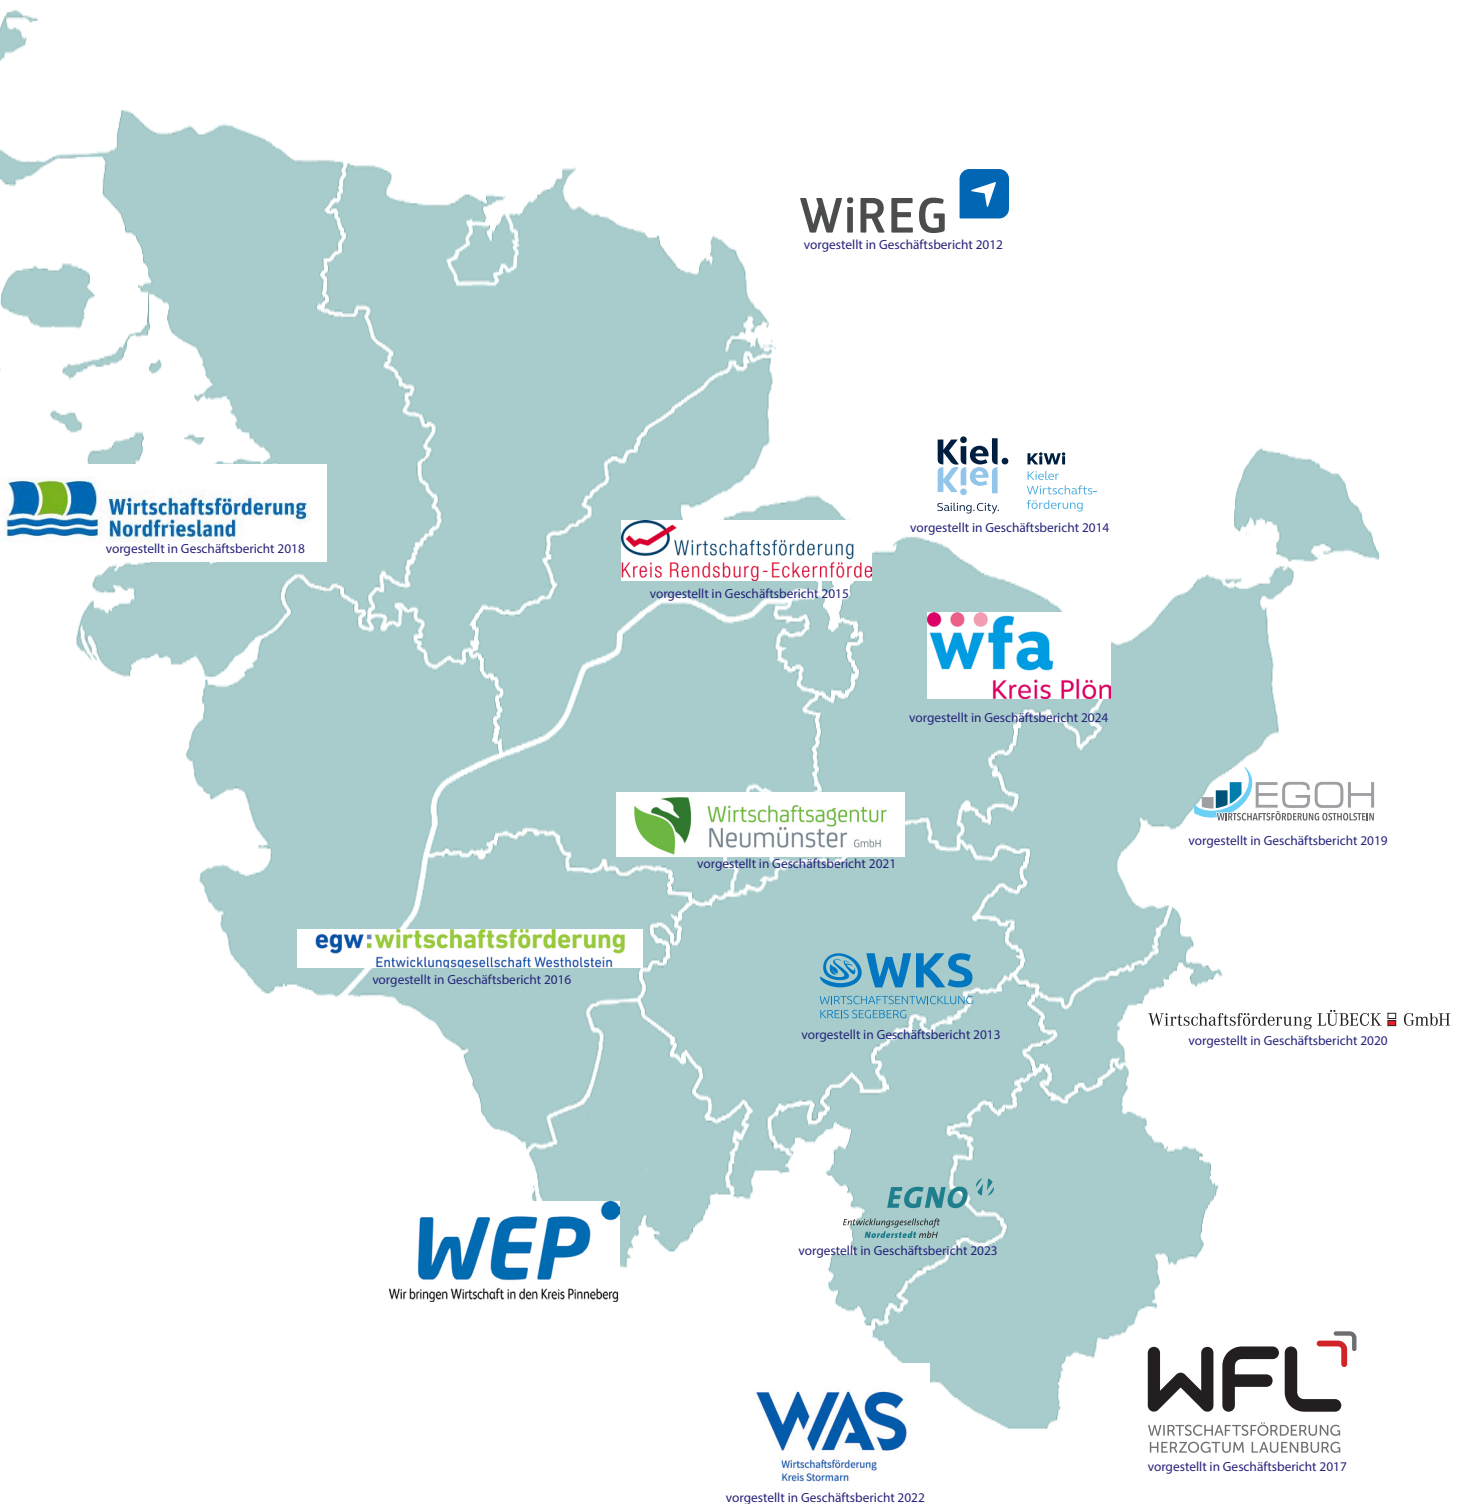 WiREG
vorgestellt in Geschäftsbericht 2012
Kiel.
Kiel
Sailing.City.
KiWi
Kieler
Wirtschafts-
förderung
vorgestellt in Geschäftsbericht 2014
Wirtschaftsförderung
Nordfriesland
vorgestellt in Geschäftsbericht 2018
Wirtschaftsförderung
Kreis Rendsburg-Eckernförde
vorgestellt in Geschäftsbericht 2015
wfa
Kreis Plön
vorgestellt in Geschäftsbericht 2024
EGOH
WIRTSCHAFTSFÖRDERUNG OSTHOLSTEIN
vorgestellt in Geschäftsbericht 2019
Wirtschaftsagentur
Neumünster GmbH
vorgestellt in Geschäftsbericht 2021
egw:wirtschaftsförderung
Entwicklungsgesellschaft Westholstein
vorgestellt in Geschäftsbericht 2016
WKS
WIRTSCHAFTSENTWICKLUNG
KREIS SEGEBERG
vorgestellt in Geschäftsbericht 2013
Wirtschaftsförderung LÜBECK GmbH
vorgestellt in Geschäftsbericht 2020
EGNO
Entwicklungsgesellschaft
Norderstedt mbH
vorgestellt in Geschäftsbericht 2023
WEP
Wir bringen Wirtschaft in den Kreis Pinneberg
WFL
WIRTSCHAFTSFÖRDERUNG
HERZOGTUM LAUENBURG
vorgestellt in Geschäftsbericht 2017
WAS
Wirtschaftsförderung
Kreis Stormarn
vorgestellt in Geschäftsbericht 2022